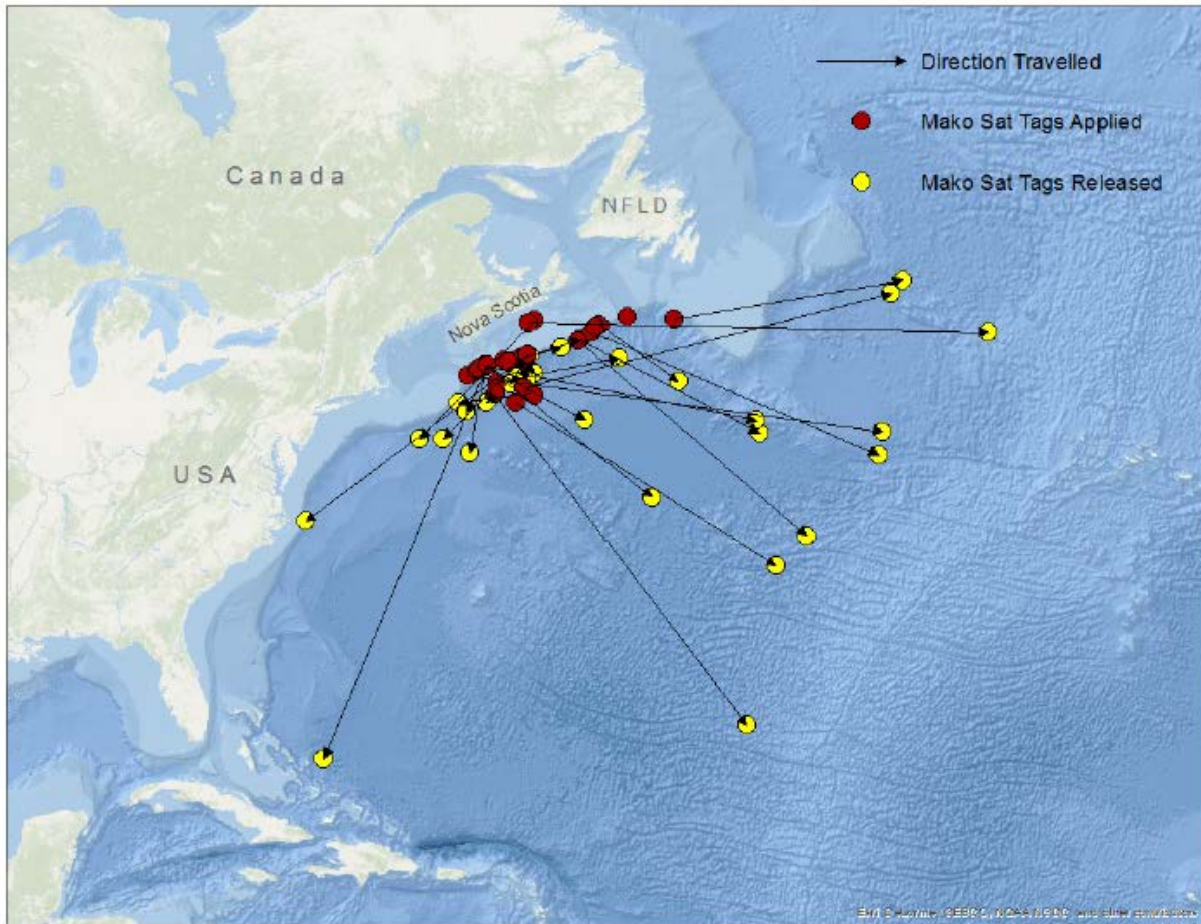 Direction Travelled
Mako Sat Tags Applied
Mako Sat Tags Released
Canada
NFLD
Nova Scotia
USA